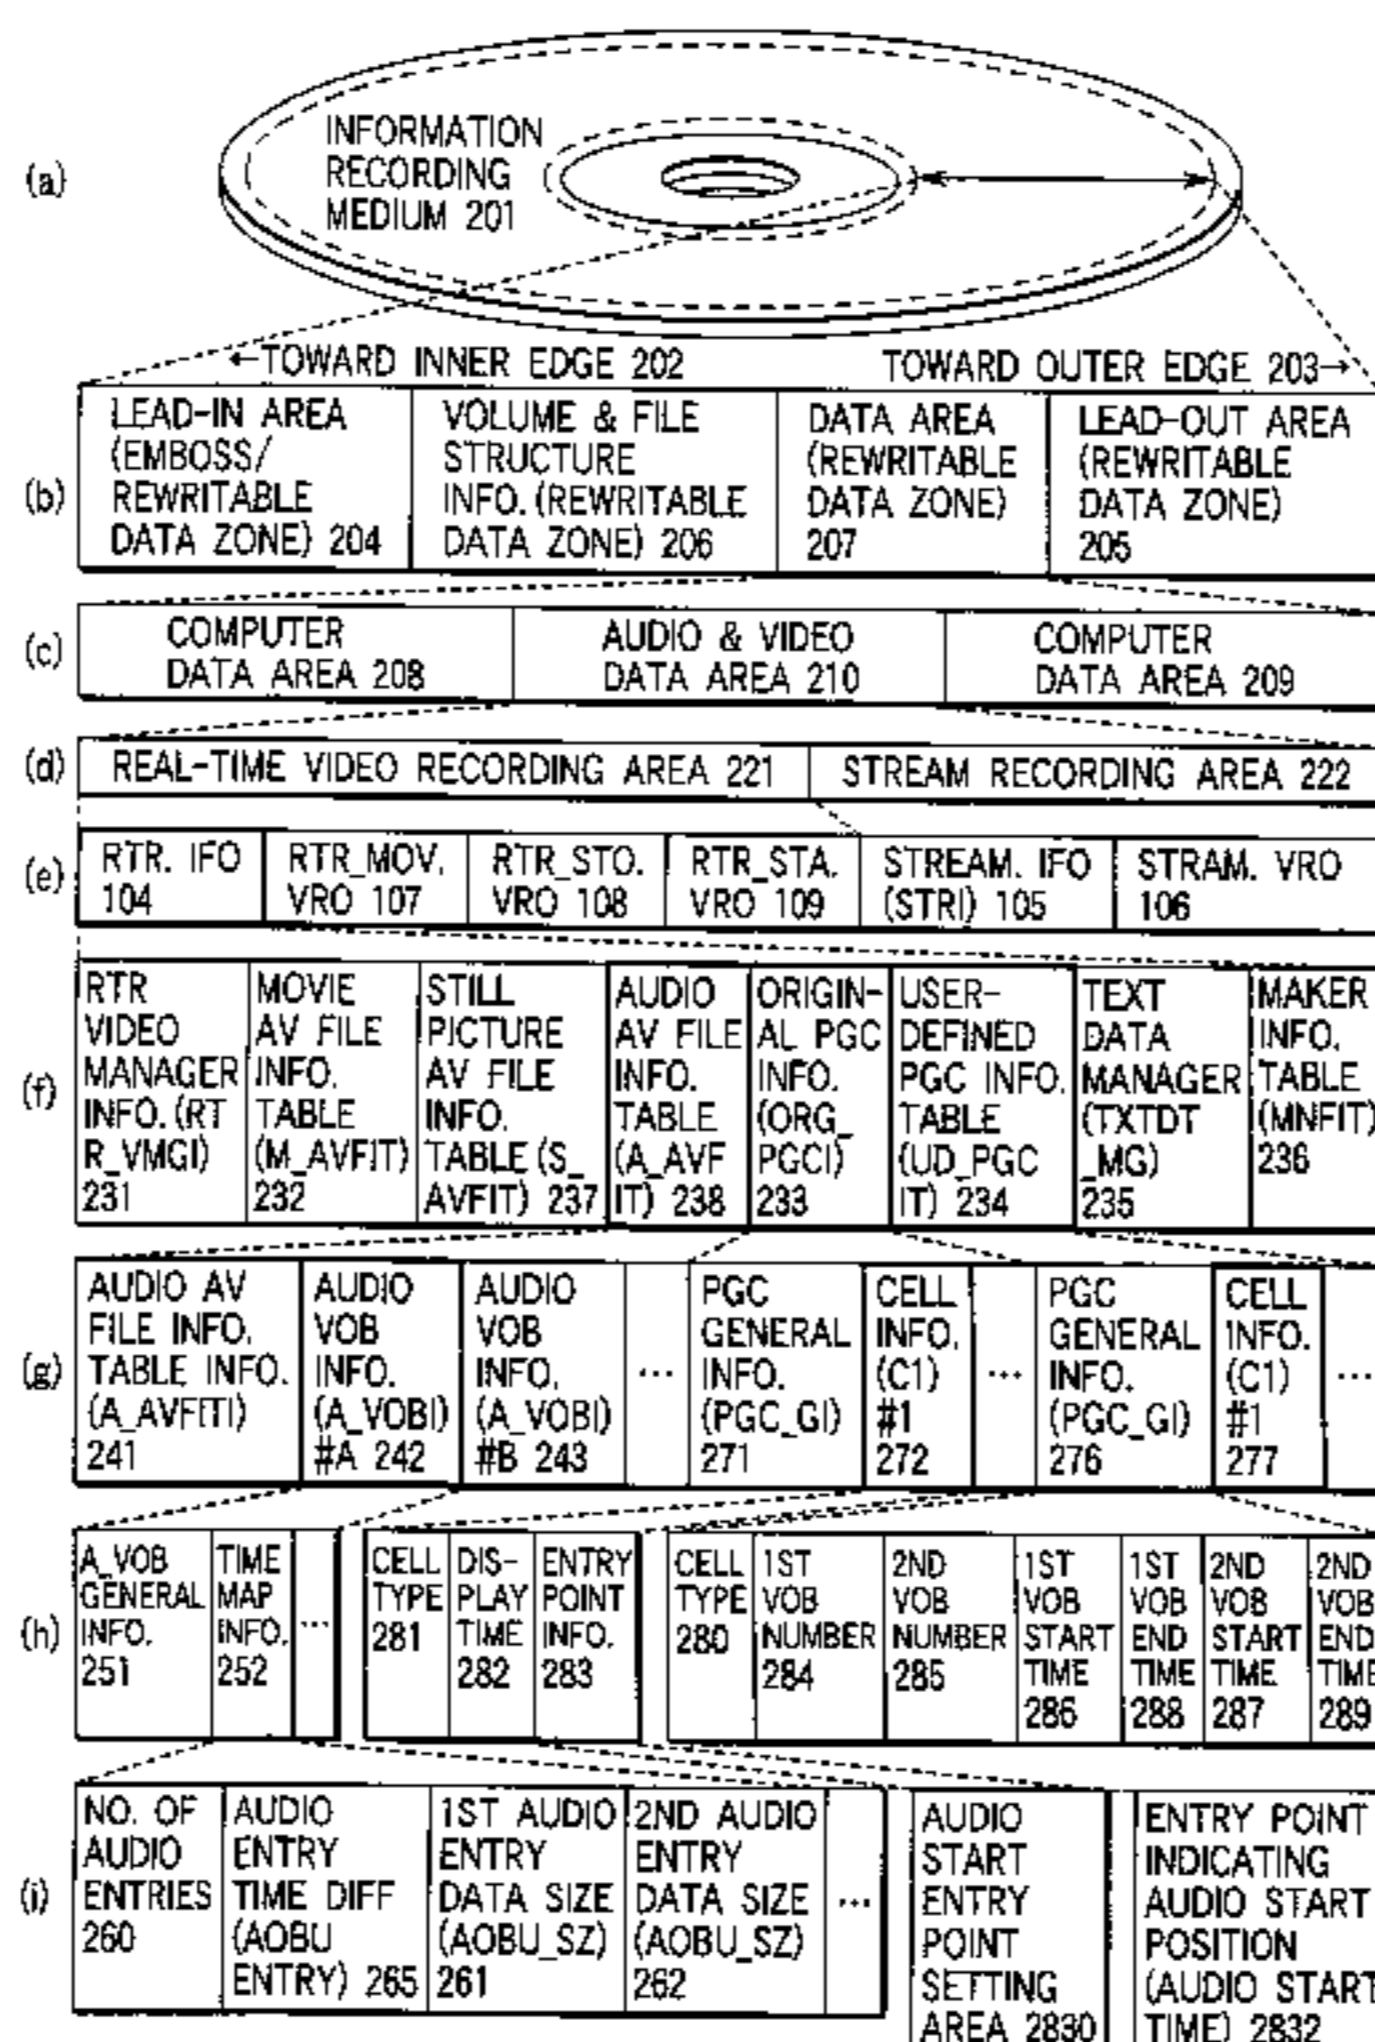 (a)
INFORMATION
RECORDING
MEDIUM 201
←TOWARD INNER EDGE 202
TOWARD OUTER EDGE 203→
(b)
LEAD-IN AREA
(EMBOSS/
REWRITABLE
DATA ZONE) 204
VOLUME & FILE
STRUCTURE
INFO. (REWRITABLE
DATA ZONE) 206
DATA AREA
(REWRITABLE
DATA ZONE)
207
LEAD-OUT AREA
(REWRITABLE
DATA ZONE)
205
(c)
COMPUTER
DATA AREA 208
AUDIO & VIDEO
DATA AREA 210
COMPUTER
DATA AREA 209
(d)
REAL-TIME VIDEO RECORDING AREA 221
STREAM RECORDING AREA 222
(e)
RTR. IFO
104
RTR_MOV.
VRO 107
RTR_STO.
VRO 108
RTR_STA.
VRO 109
STREAM. IFO
(STRI) 105
STRAM. VRO
106
(f)
RTR
VIDEO
MANAGER
INFO. (RT
R_VMGI)
231
MOVIE
AV FILE
INFO.
TABLE
(M_AVFIT)
232
STILL
PICTURE
AV FILE
INFO.
TABLE (S_
AVFIT) 237
AUDIO
AV FILE
INFO.
TABLE
(A_AVF
IT) 238
ORIGIN-
AL PGC
INFO.
(ORG_
PGCI)
233
USER-
DEFINED
PGC INFO.
TABLE
(UD_PGC
IT) 234
TEXT
DATA
MANAGER
(TXTDT
_MG)
235
MAKER
INFO.
TABLE
(MNFIT)
236
(g)
AUDIO AV
FILE INFO.
TABLE INFO.
(A_AVFITI)
241
AUDIO
VOB
INFO.
(A_VOBI)
#A 242
AUDIO
VOB
INFO.
(A_VOBI)
#B 243
...
PGC
GENERAL
INFO.
(PGC_GI)
271
CELL
INFO.
(C1)
#1
272
...
PGC
GENERAL
INFO.
(PGC_GI)
276
CELL
INFO.
(C1)
#1
277
...
(h)
A_VOB
GENERAL
INFO.
251
TIME
MAP
INFO.
252
...
CELL
TYPE
281
DIS-
PLAY
TIME
282
ENTRY
POINT
INFO.
283
CELL
TYPE
280
1ST
VOB
NUMBER
284
2ND
VOB
NUMBER
285
1ST
VOB
START
TIME
286
1ST
VOB
END
TIME
288
2ND
VOB
START
TIME
287
2ND
VOB
END
TIME
289
(i)
NO. OF
AUDIO
ENTRIES
260
AUDIO
ENTRY
TIME DIFF
(AOBU
ENTRY) 265
1ST AUDIO
ENTRY
DATA SIZE
(AOBU_SZ)
261
2ND AUDIO
ENTRY
DATA SIZE
(AOBU_SZ)
262
...
AUDIO
START
ENTRY
POINT
SETTING
AREA 2830
ENTRY POINT
INDICATING
AUDIO START
POSITION
(AUDIO START
TIME) 2832